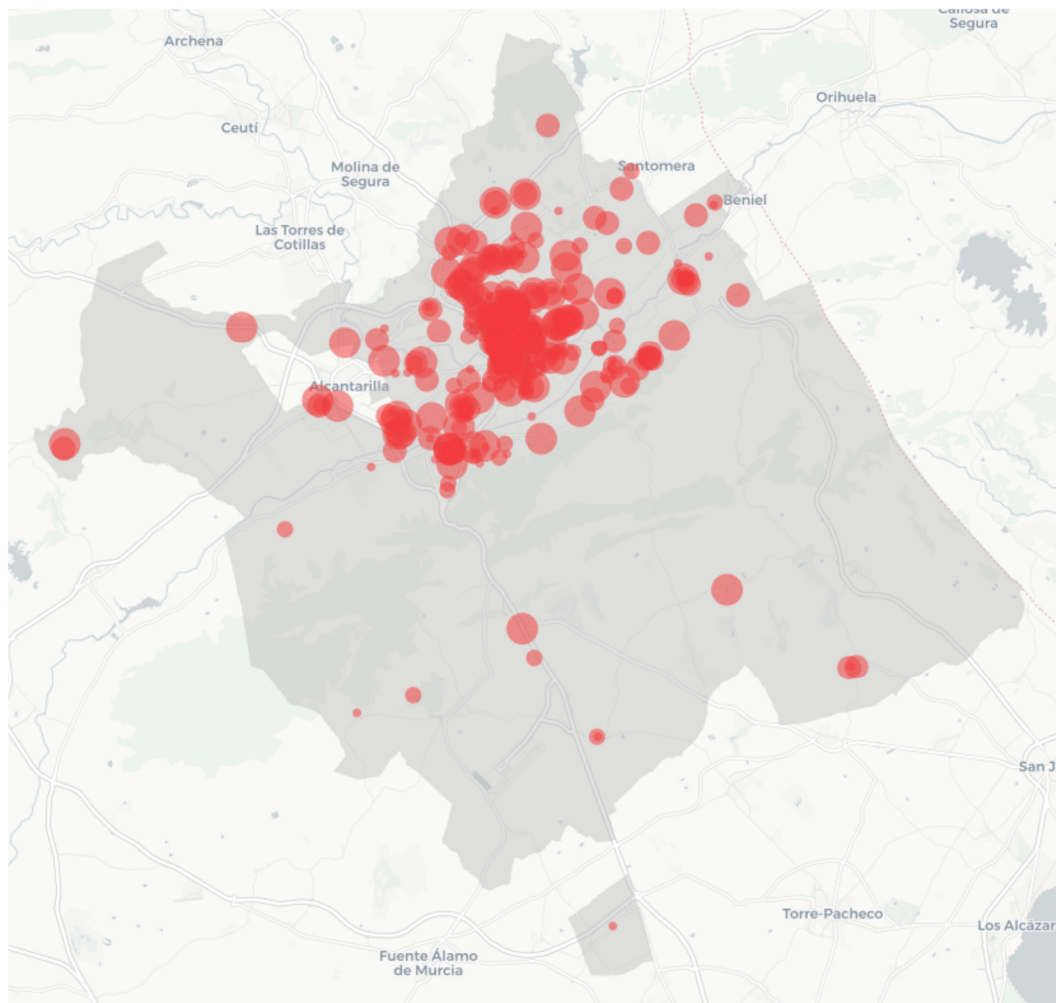 Callosa de
Segura
Archena
Orihuela
Ceutí
Molina de
Segura
Santomera
Beniel
Las Torres de
Cotillas
Alcantarilla
San J
Torre-Pacheco
Los Alcázar
Fuente Álamo
de Murcia